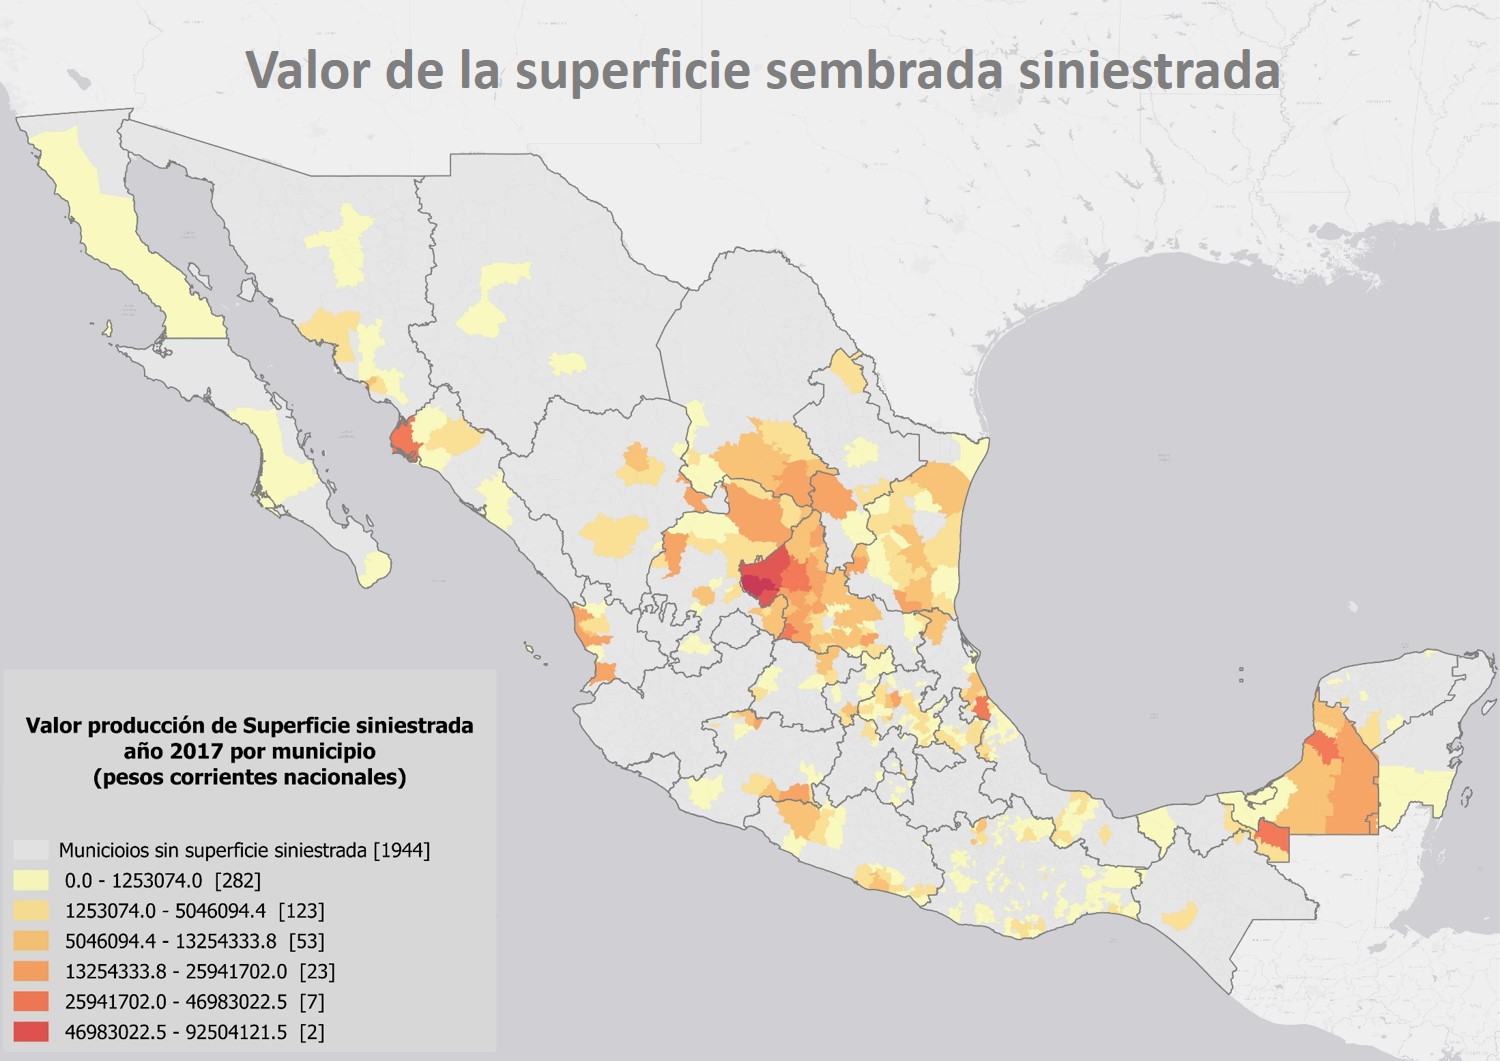 Valor de la superficie sembrada siniestrada
Valor producción de Superficie siniestrada
año 2017 por municipio
(pesos corrientes nacionales)
Municioios sin superficie siniestrada [1944]
0.0 - 1253074.0 [282]
1253074.0 - 5046094.4 [123]
5046094.4 - 13254333.8 [53]
13254333.8 - 25941702.0 [23]
25941702.0 - 46983022.5 [7]
46983022.5 - 92504121.5 [2]